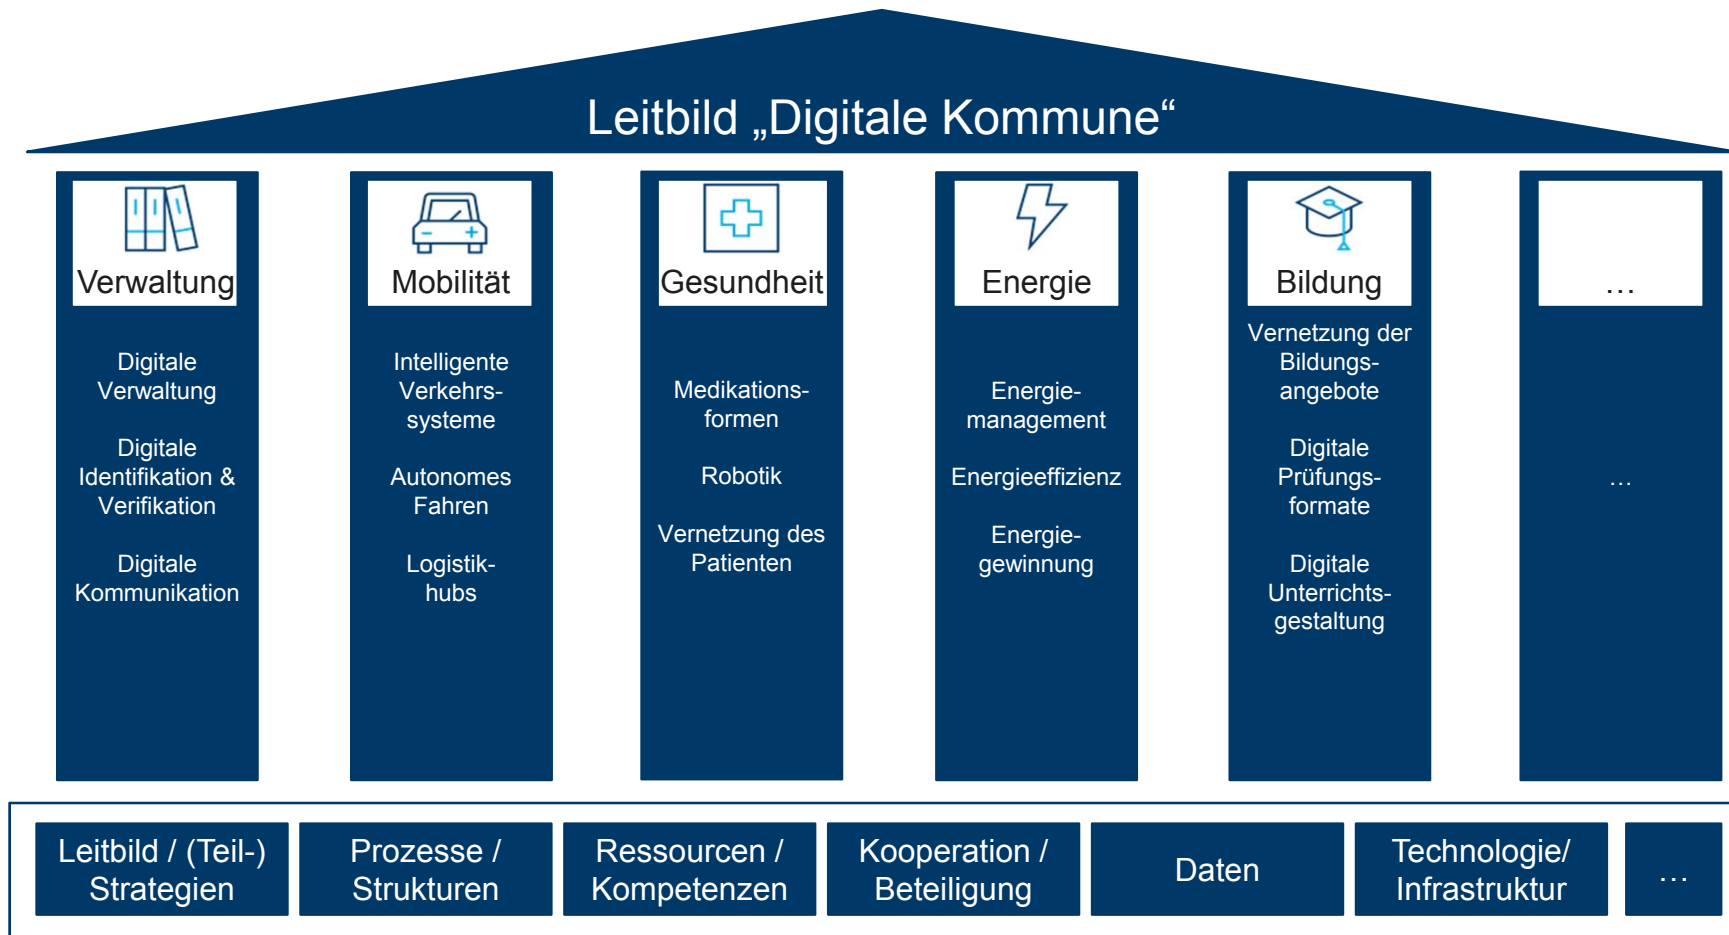 Leitbild „Digitale Kommune“
Verwaltung
Digitale
Verwaltung
Digitale
Identifikation &
Verifikation
Digitale
Kommunikation
Mobilität
Intelligente
Verkehrs-
systeme
Autonomes
Fahren
Logistik-
hubs
Gesundheit
Medikations-
formen
Robotik
Vernetzung des
Patienten
Energie
Energie-
management
Energieeffizienz
Energie-
gewinnung
Bildung
Vernetzung der
Bildungs-
angebote
Digitale
Prüfungs-
formate
Digitale
Unterrichts-
gestaltung
…
…
Leitbild / (Teil-)
Strategien
Prozesse /
Strukturen
Ressourcen /
Kompetenzen
Kooperation /
Beteiligung
Daten
Technologie/
Infrastruktur
…